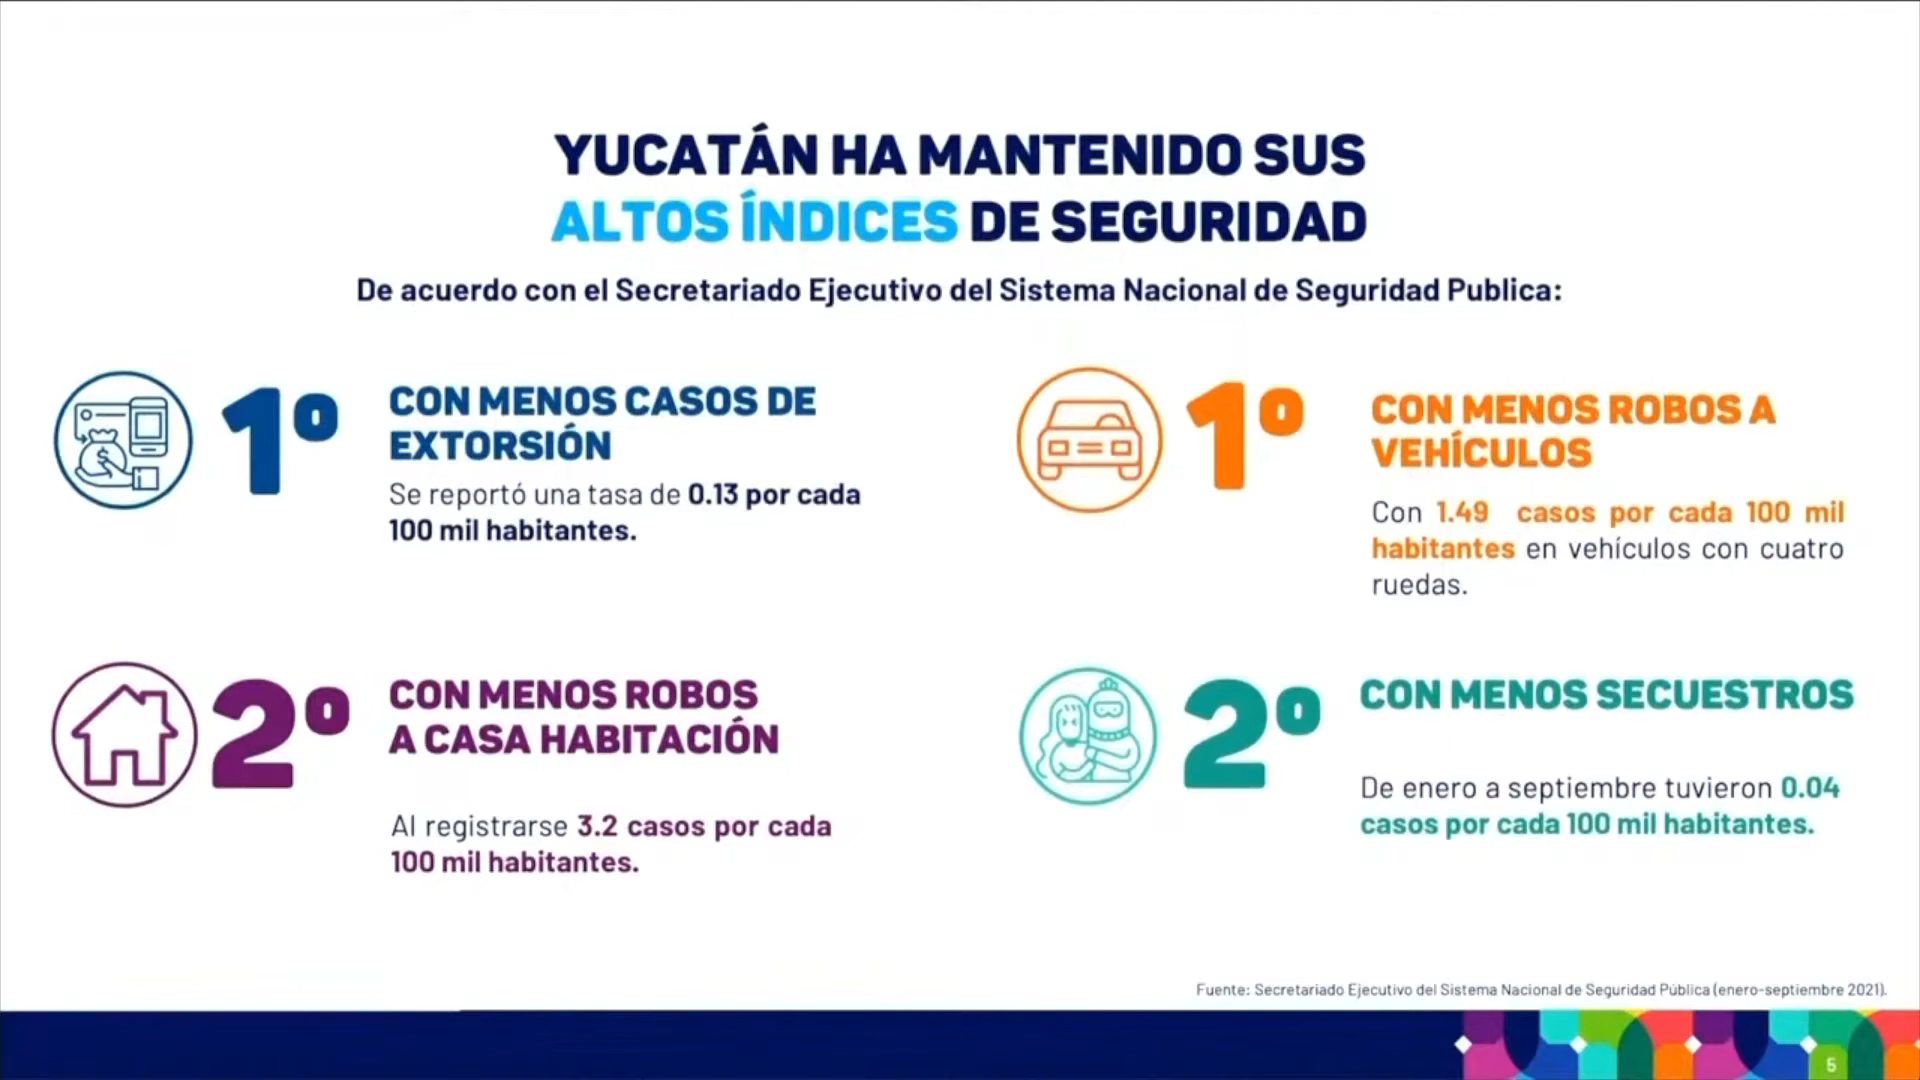 YUCATÁN HA MANTENIDO SUS
ALTOS ÍNDICES DE SEGURIDAD
De acuerdo con el Secretariado Ejecutivo del Sistema Nacional de Seguridad Publica:
1º
CON MENOS CASOS DE
EXTORSIÓN
Se reportó una tasa de 0.13 por cada
100 mil habitantes.
1º
CON MENOS ROBOS A
VEHÍCULOS
Con 1.49 casos por cada 100 mil
habitantes en vehículos con cuatro
ruedas.
2º
CON MENOS ROBOS
A CASA HABITACIÓN
Al registrarse 3.2 casos por cada
100 mil habitantes.
2º
CON MENOS SECUESTROS
De enero a septiembre tuvieron 0.04
casos por cada 100 mil habitantes.
Fuente: Secretariado Ejecutivo del Sistema Nacional de Seguridad Pública (enero-septiembre 2021).
5